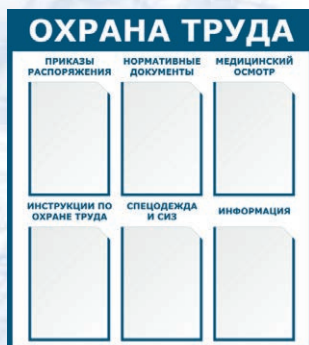 ОХРАНА ТРУДА
ПРИКАЗЫ
РАСПОРЯЖЕНИЯ
НОРМАТИВНЫЕ
ДОКУМЕНТЫ
МЕДИЦИНСКИЙ
ОСМОТР
ИНСТРУКЦИИ ПО
ОХРАНЕ ТРУДА
СПЕЦОДЕЖДА
И СИЗ
ИНФОРМАЦИЯ